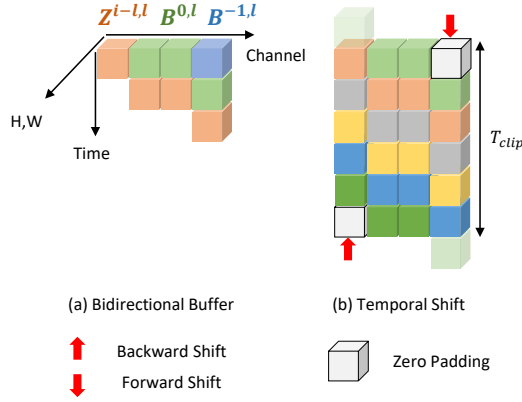 Z^{i−l,l} B^{0,l} B^{−1,l}
Channel
H,W
Time
T_{clip}
(a) Bidirectional Buffer
(b) Temporal Shift
Backward Shift
Forward Shift
Zero Padding